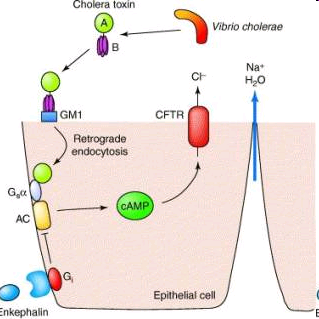 Cholera toxin
A
B
Vibrio cholerae
Cl–
Na+
H2O
GM1
CFTR
Retrograde
endocytosis
Gsα
AC
cAMP
Gi
Epithelial cell
Enkephalin